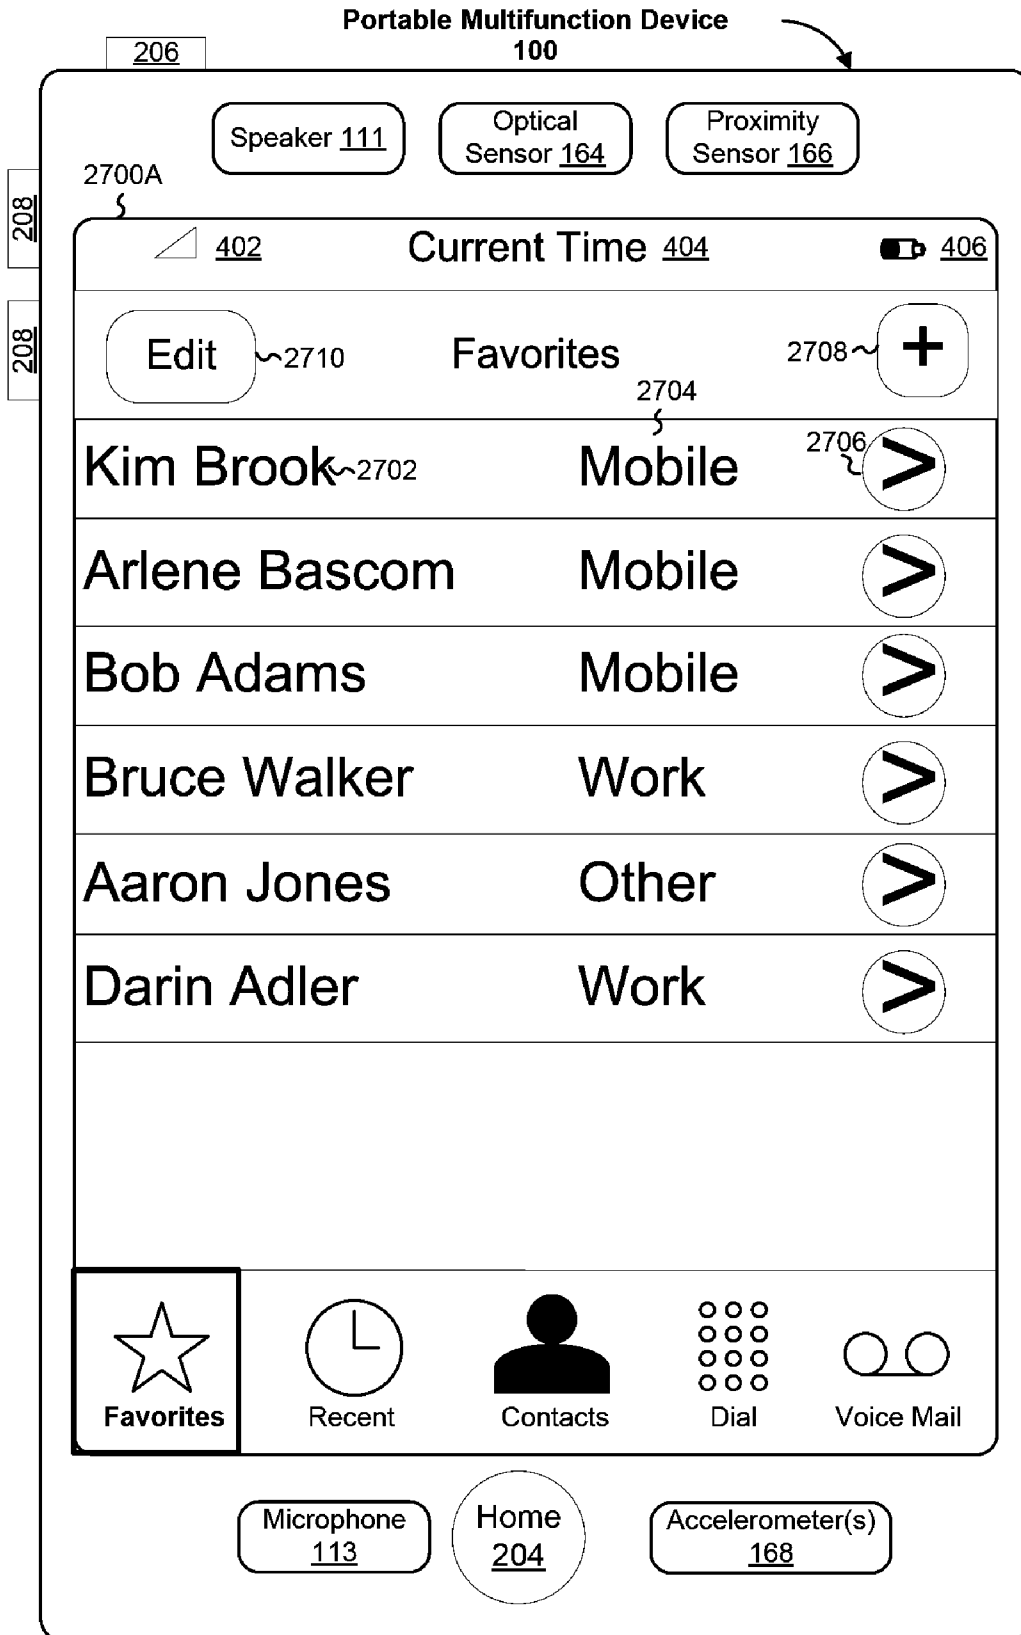 Portable Multifunction Device
100
206
Speaker 111
Optical
Sensor 164
Proximity
Sensor 166
2700A
208
402
Current Time 404
406
208
Edit
2710
Favorites
2708
+
2704
Kim Brook
2702
Mobile
2706
>
Arlene Bascom
Mobile
>
Bob Adams
Mobile
>
Bruce Walker
Work
>
Aaron Jones
Other
>
Darin Adler
Work
>
Favorites
Recent
Contacts
Dial
Voice Mail
Microphone
113
Home
204
Accelerometer(s)
168